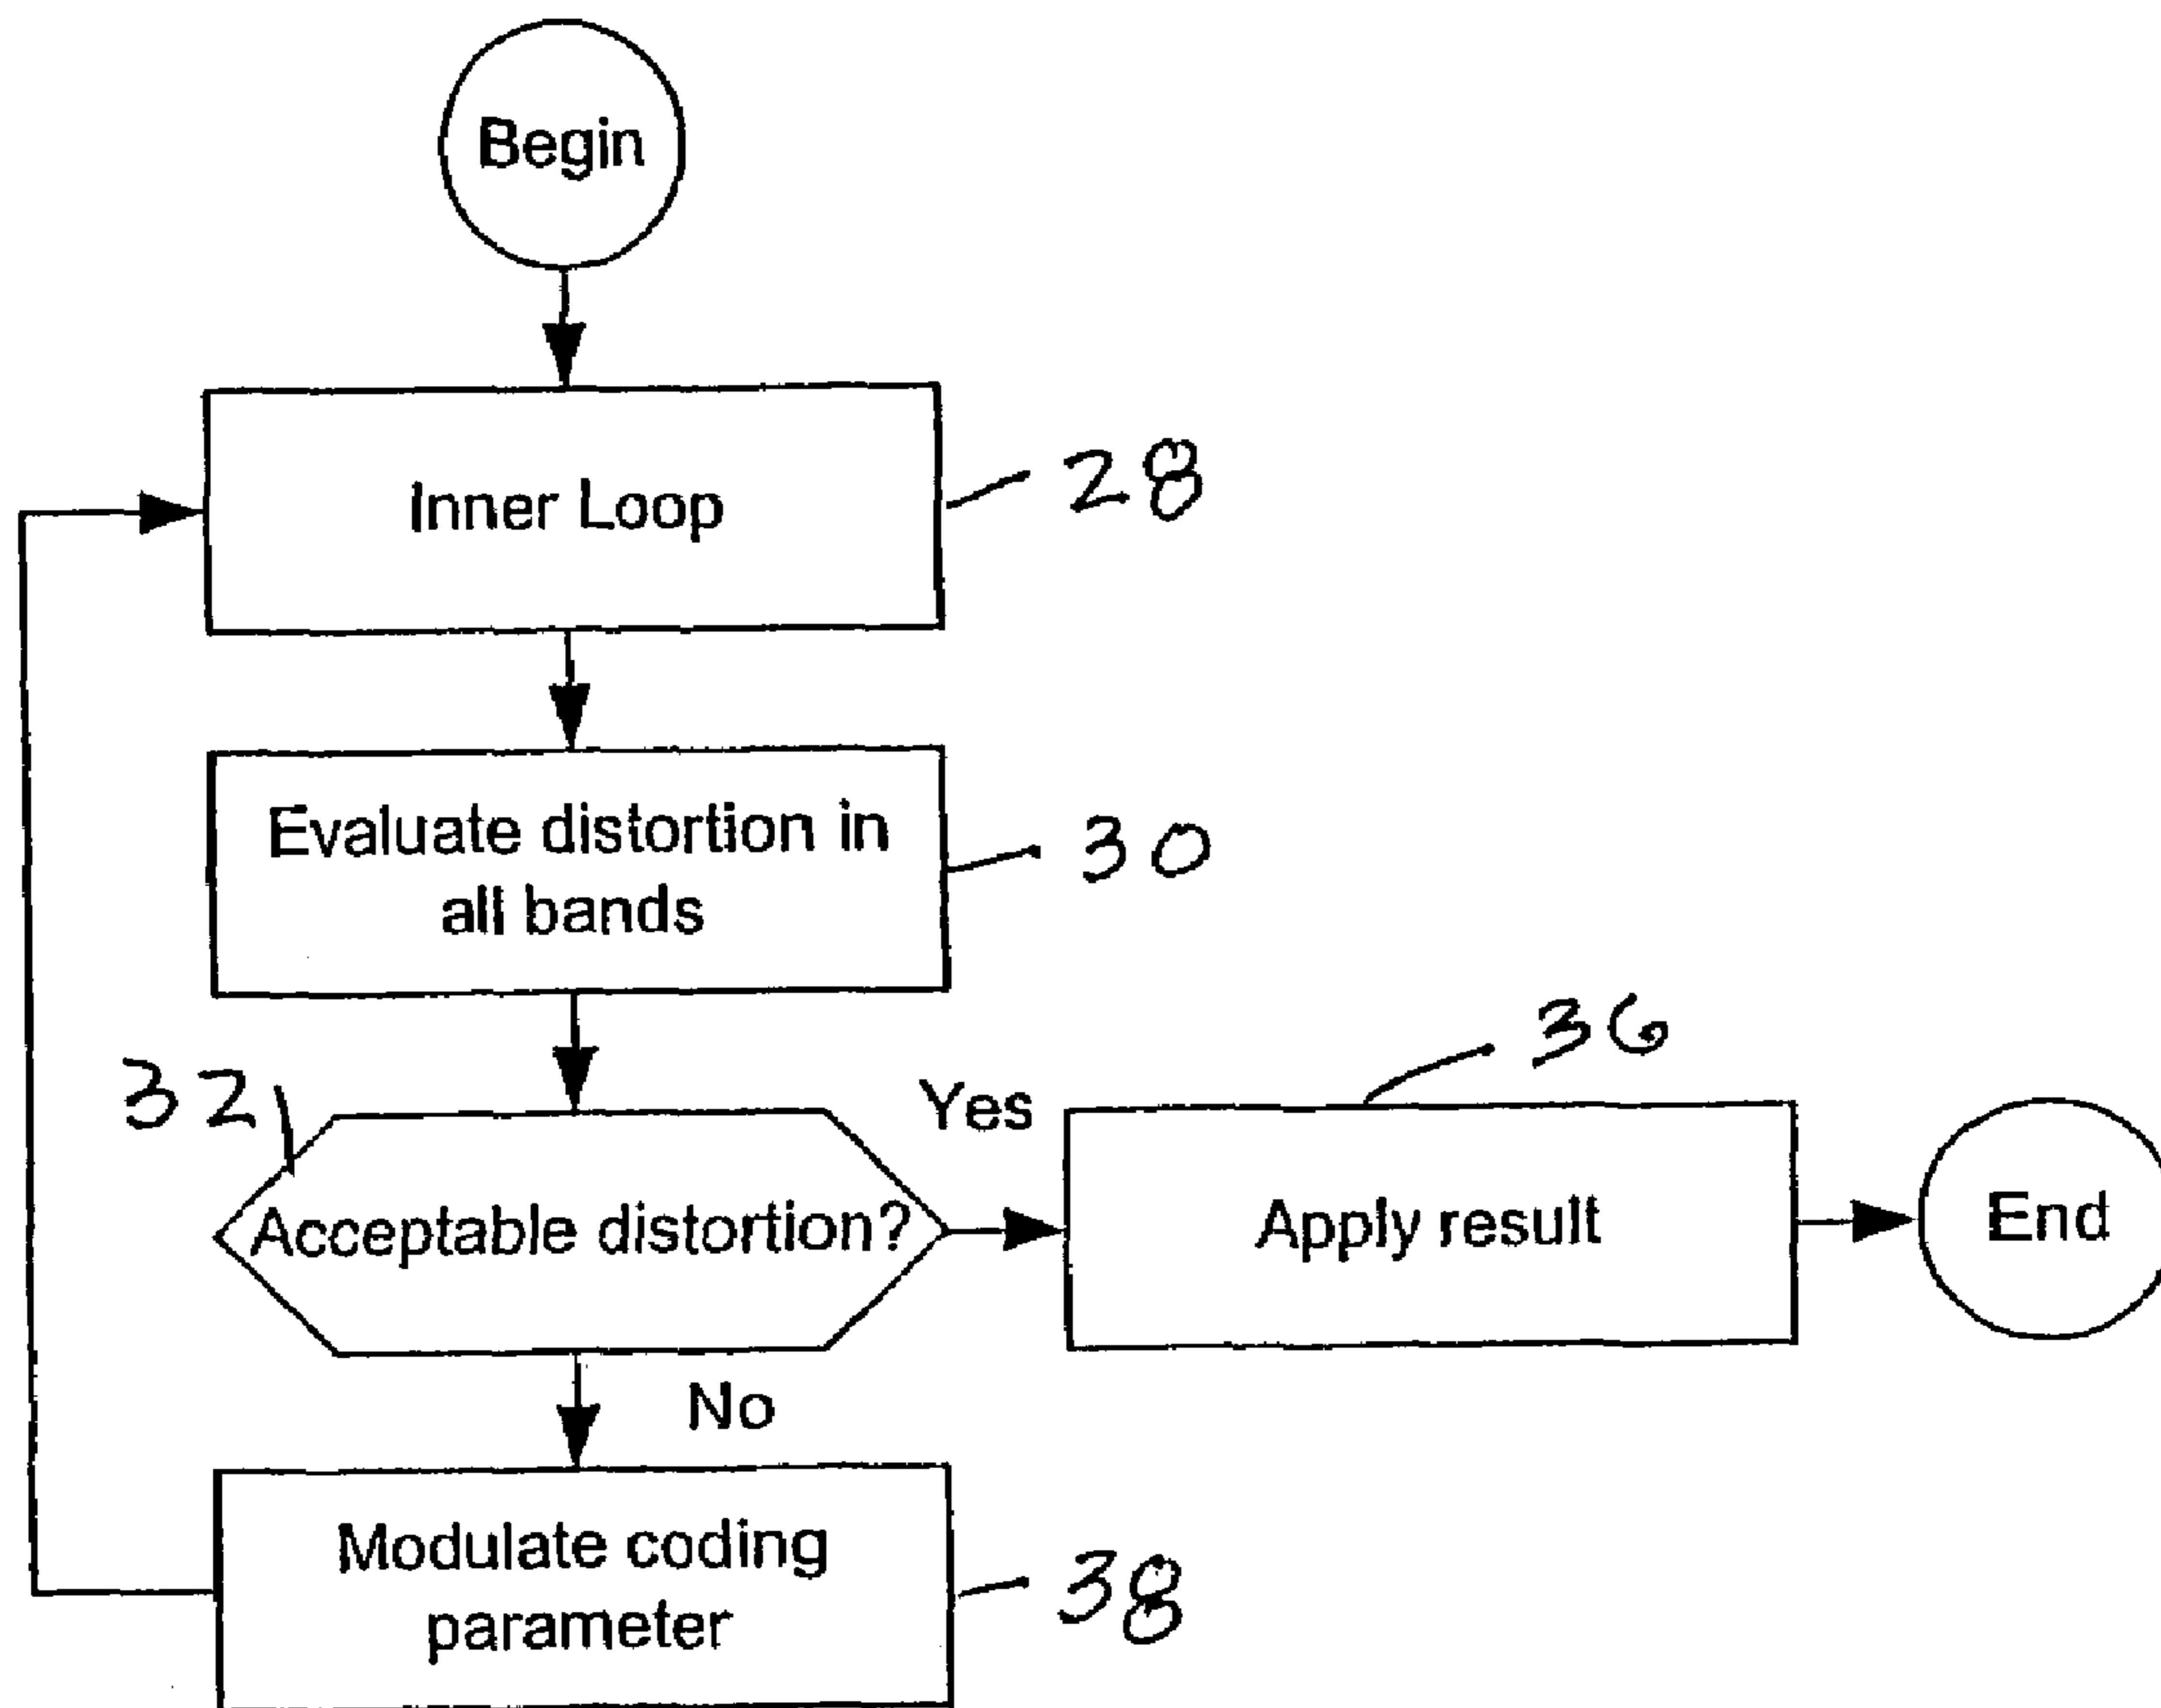 Begin
Inner Loop
28
Evaluate distortion in
all bands
30
32
Acceptable distortion?
Yes
36
Apply result
End
No
Modulate coding
parameter
38